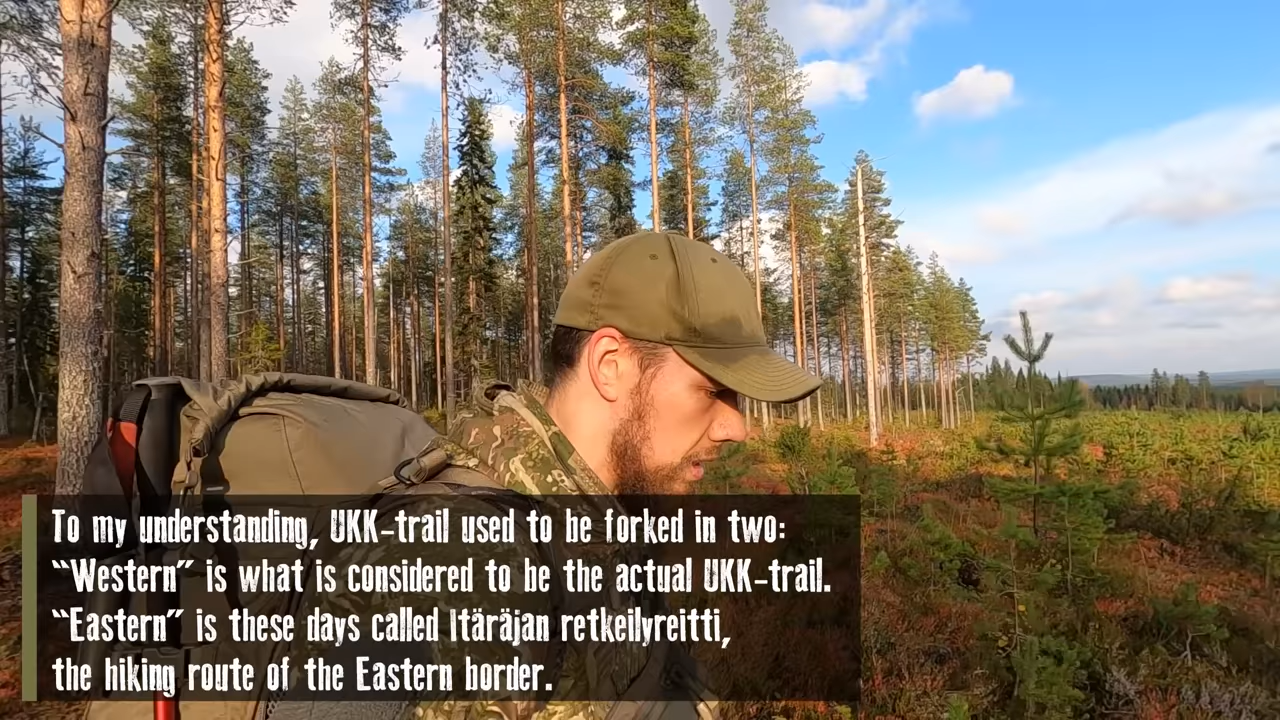 To my understanding, UKK-trail used to be forked in two:
“Western” is what is considered to be the actual UKK-trail.
“Eastern” is these days called Itäräjan retkeilyreitti,
the hiking route of the Eastern border.